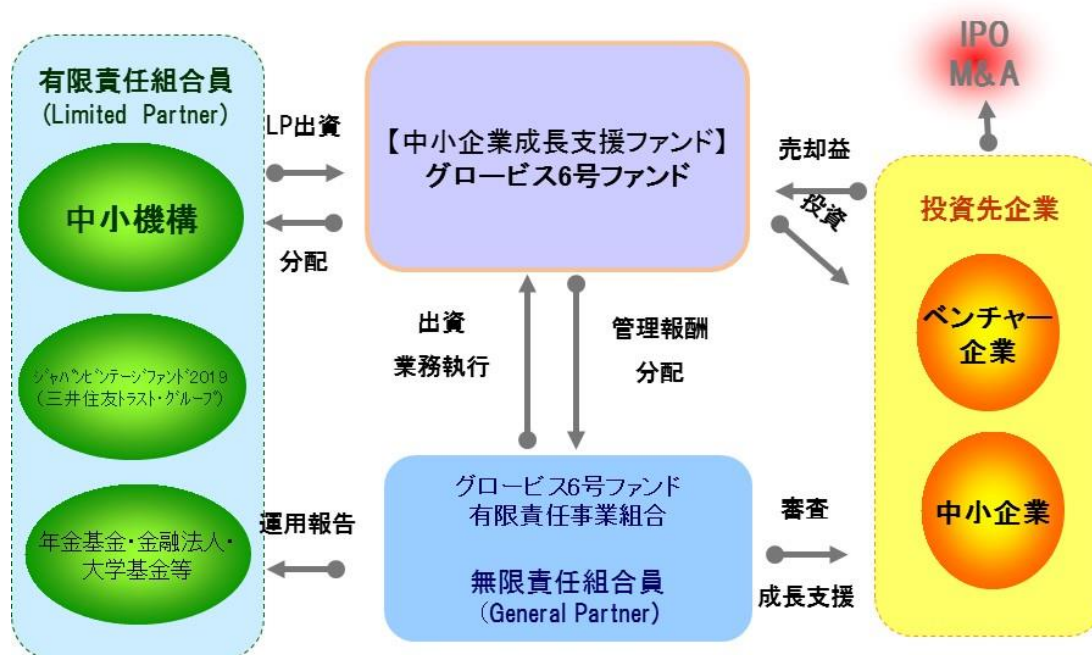 有限責任組合員
(Limited Partner)
中小機構
ｼﾞｬﾊﾟﾝﾋﾞﾝﾃｰｼﾞﾌｧﾝﾄﾞ2019
(三井住友トラスト・ｸﾞﾙｰﾌﾟ)
年金基金・金融法人・
大学基金等
LP出資
分配
運用報告
【中小企業成長支援ファンド】
グロービス6号ファンド
出資
業務執行
管理報酬
分配
グロービス6号ファンド
有限責任事業組合
無限責任組合員
(General Partner)
売却益
投資
審査
成長支援
IPO
M&A
投資先企業
ベンチャー
企業
中小企業